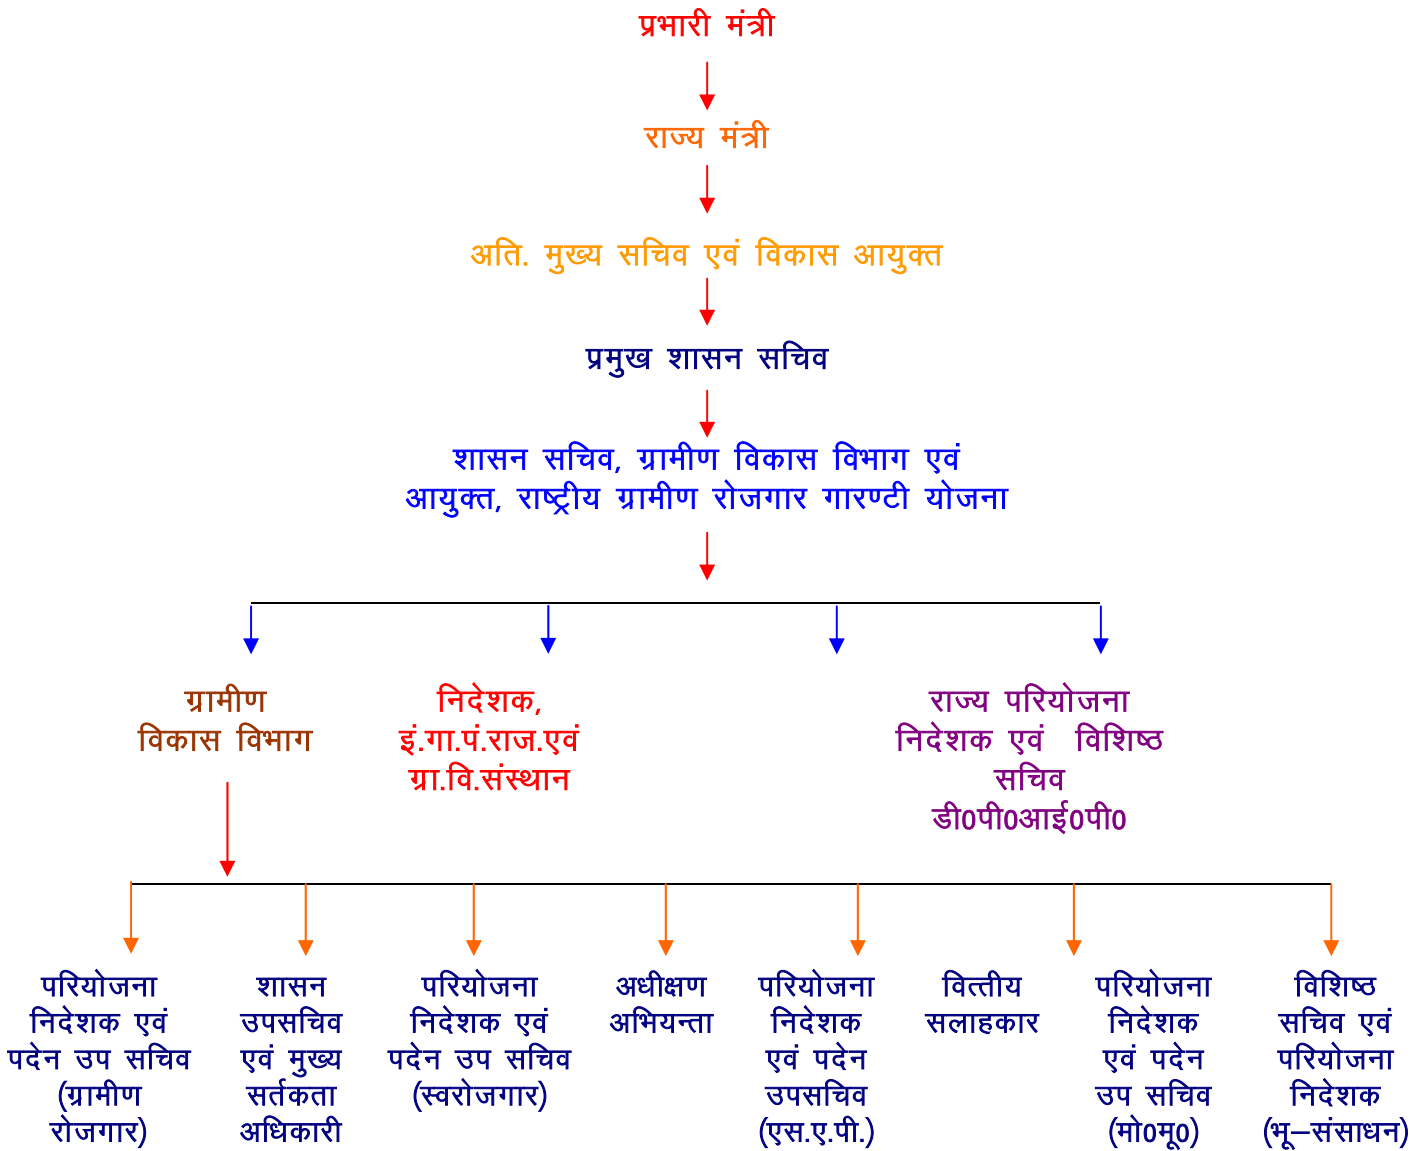 प्रभारी मंत्री
राज्य मंत्री
अति. मुख्य सचिव एवं विकास आयुक्त
प्रमुख शासन सचिव
शासन सचिव, ग्रामीण विकास विभाग एवं
आयुक्त, राष्ट्रीय ग्रामीण रोजगार गारण्टी योजना
ग्रामीण
विकास विभाग
निदेशक,
इं.गा.पं.राज.एवं
ग्रा.वि.संस्थान
राज्य परियोजना
निदेशक एवं विशिष्ठ
सचिव
डी0पी0आई0पी0
परियोजना
निदेशक एवं
पदेन उप सचिव
(ग्रामीण
रोजगार)
शासन
उपसचिव
एवं मुख्य
सर्तकता
अधिकारी
परियोजना
निदेशक एवं
पदेन उप सचिव
(स्वरोजगार)
अधीक्षण
अभियन्ता
परियोजना
निदेशक
एवं पदेन
उपसचिव
(एस.ए.पी.)
वित्तीय
सलाहकार
परियोजना
निदेशक
एवं पदेन
उप सचिव
(मो0मू0)
विशिष्ठ
सचिव एवं
परियोजना
निदेशक
(भू–संसाधन)